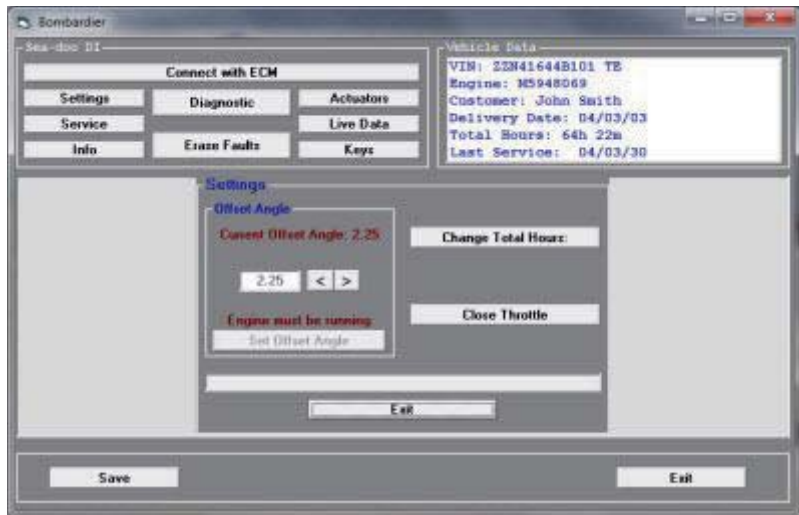 Bombardier
Sea-doo DI
Connect with ECM
Settings
Diagnostic
Actuators
Service
Live Data
Info
Erase Faults
Keys
Vehicle Data
VIN: ZZN41644B101 TE
Engine: M5948069
Customer: John Smith
Delivery Date: 04/03/03
Total Hours: 64h 22m
Last Service: 04/03/30
Settings
Offset Angle
Current Offset Angle: 2.25
2.25
<
>
Engine must be running
Set Offset Angle
Change Total Hours
Close Throttle
Exit
Save
Exit